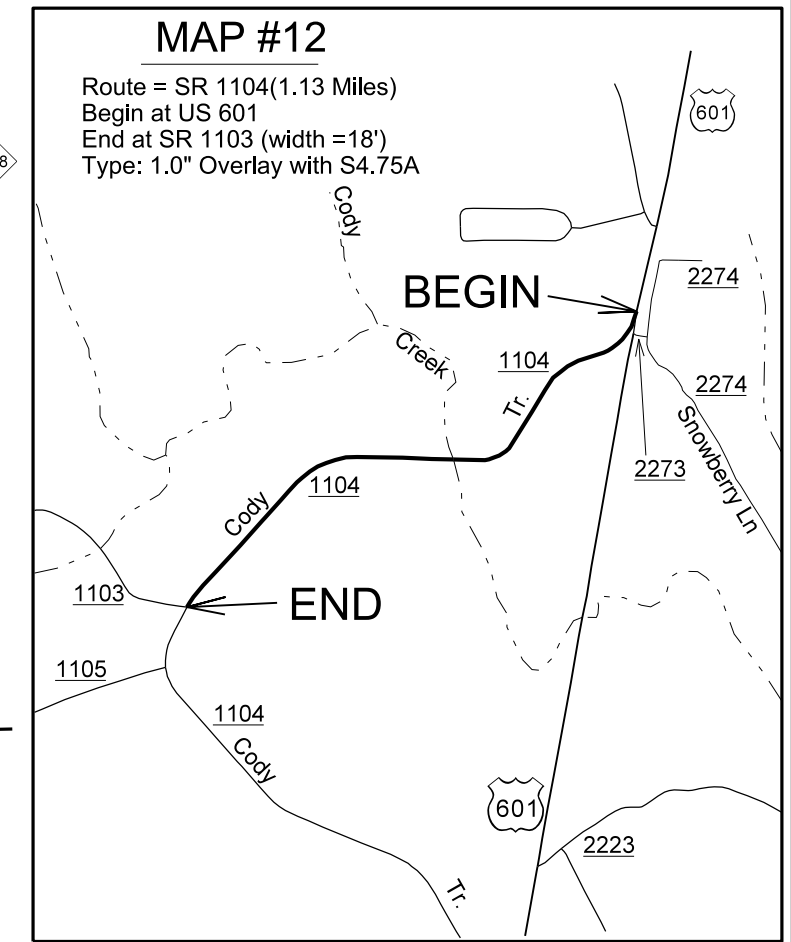 MAP #12
Route = SR 1104(1.13 Miles)
Begin at US 601
End at SR 1103 (width =18')
Type: 1.0" Overlay with S4.75A
601
8
Cody
BEGIN
2274
Creek
1104
Tr.
2274
Snowberry Ln
2273
1104
Cody
1103
END
1105
1104
Cody
601
2223
Tr.